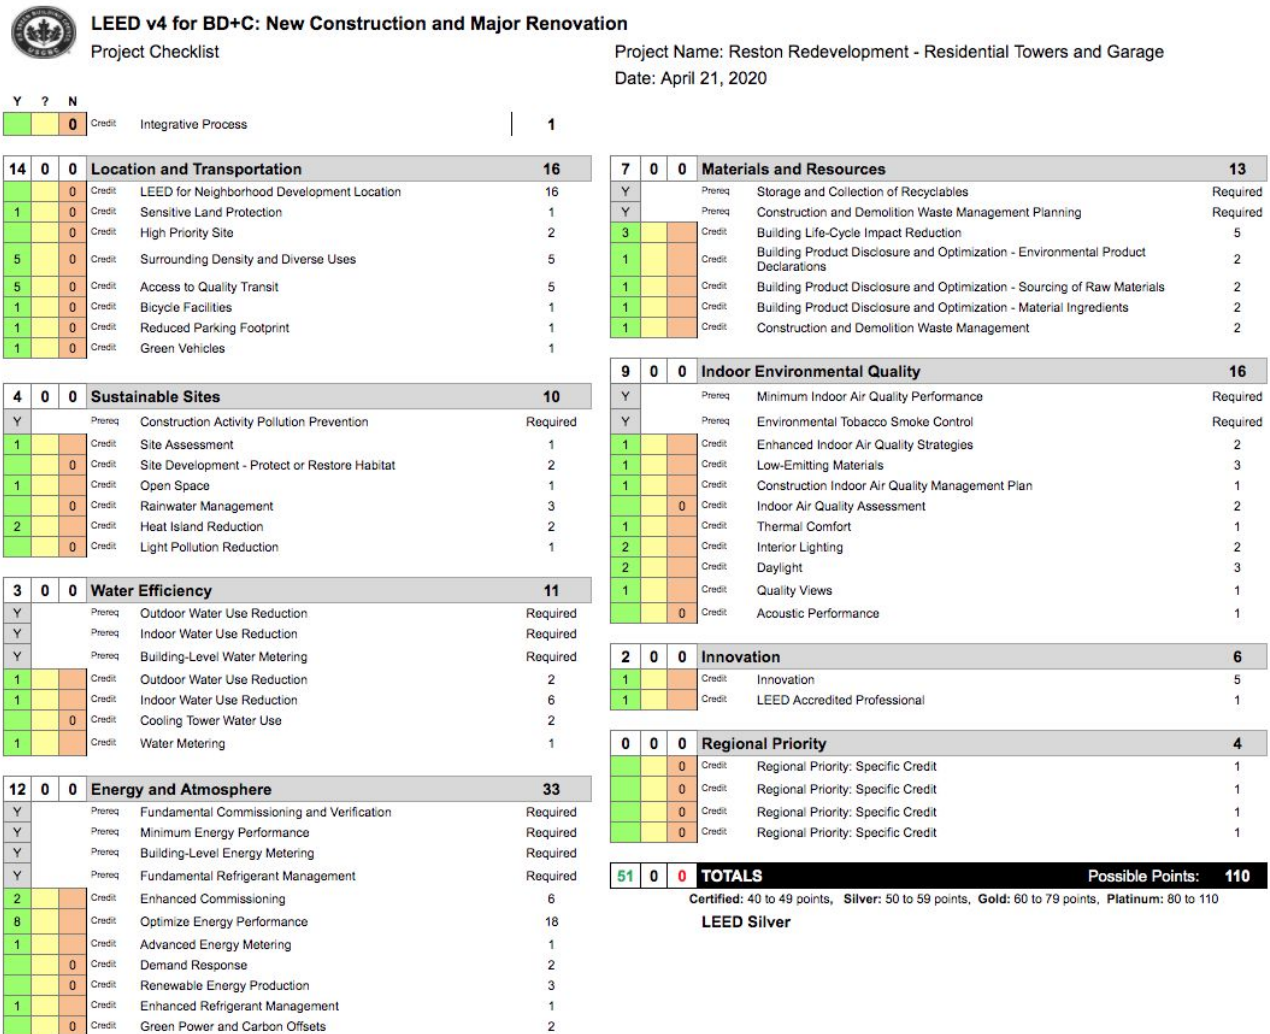 LEED v4 for BD+C: New Construction and Major Renovation
Project Checklist
Project Name: Reston Redevelopment - Residential Towers and Garage
Date: April 21, 2020
Y ? N
0 Credit Integrative Process 1
14 0 0 Location and Transportation 16
0 Credit LEED for Neighborhood Development Location 16
1 0 Credit Sensitive Land Protection 1
0 Credit High Priority Site 2
5 0 Credit Surrounding Density and Diverse Uses 5
5 0 Credit Access to Quality Transit 5
1 0 Credit Bicycle Facilities 1
1 0 Credit Reduced Parking Footprint 1
1 0 Credit Green Vehicles 1
4 0 0 Sustainable Sites 10
Y Prereq Construction Activity Pollution Prevention Required
1 Credit Site Assessment 1
0 Credit Site Development - Protect or Restore Habitat 2
1 Credit Open Space 1
0 Credit Rainwater Management 3
2 Credit Heat Island Reduction 2
0 Credit Light Pollution Reduction 1
3 0 0 Water Efficiency 11
Y Prereq Outdoor Water Use Reduction Required
Y Prereq Indoor Water Use Reduction Required
Y Prereq Building-Level Water Metering Required
1 Credit Outdoor Water Use Reduction 2
1 Credit Indoor Water Use Reduction 6
0 Credit Cooling Tower Water Use 2
1 Credit Water Metering 1
12 0 0 Energy and Atmosphere 33
Y Prereq Fundamental Commissioning and Verification Required
Y Prereq Minimum Energy Performance Required
Y Prereq Building-Level Energy Metering Required
Y Prereq Fundamental Refrigerant Management Required
2 Credit Enhanced Commissioning 6
8 Credit Optimize Energy Performance 18
1 Credit Advanced Energy Metering 1
0 Credit Demand Response 2
0 Credit Renewable Energy Production 3
1 Credit Enhanced Refrigerant Management 1
0 Credit Green Power and Carbon Offsets 2
7 0 0 Materials and Resources 13
Y Prereq Storage and Collection of Recyclables Required
Y Prereq Construction and Demolition Waste Management Planning Required
3 Credit Building Life-Cycle Impact Reduction 5
1 Credit Building Product Disclosure and Optimization - Environmental Product
Declarations 2
1 Credit Building Product Disclosure and Optimization - Sourcing of Raw Materials 2
1 Credit Building Product Disclosure and Optimization - Material Ingredients 2
1 Credit Construction and Demolition Waste Management 2
9 0 0 Indoor Environmental Quality 16
Y Prereq Minimum Indoor Air Quality Performance Required
Y Prereq Environmental Tobacco Smoke Control Required
1 Credit Enhanced Indoor Air Quality Strategies 2
1 Credit Low-Emitting Materials 3
1 Credit Construction Indoor Air Quality Management Plan 1
0 Credit Indoor Air Quality Assessment 2
1 Credit Thermal Comfort 1
2 Credit Interior Lighting 2
2 Credit Daylight 3
1 Credit Quality Views 1
0 Credit Acoustic Performance 1
2 0 0 Innovation 6
1 Credit Innovation 5
1 Credit LEED Accredited Professional 1
0 0 0 Regional Priority 4
0 Credit Regional Priority: Specific Credit 1
0 Credit Regional Priority: Specific Credit 1
0 Credit Regional Priority: Specific Credit 1
0 Credit Regional Priority: Specific Credit 1
51 0 0 TOTALS Possible Points: 110
Certified: 40 to 49 points, Silver: 50 to 59 points, Gold: 60 to 79 points, Platinum: 80 to 110
LEED Silver